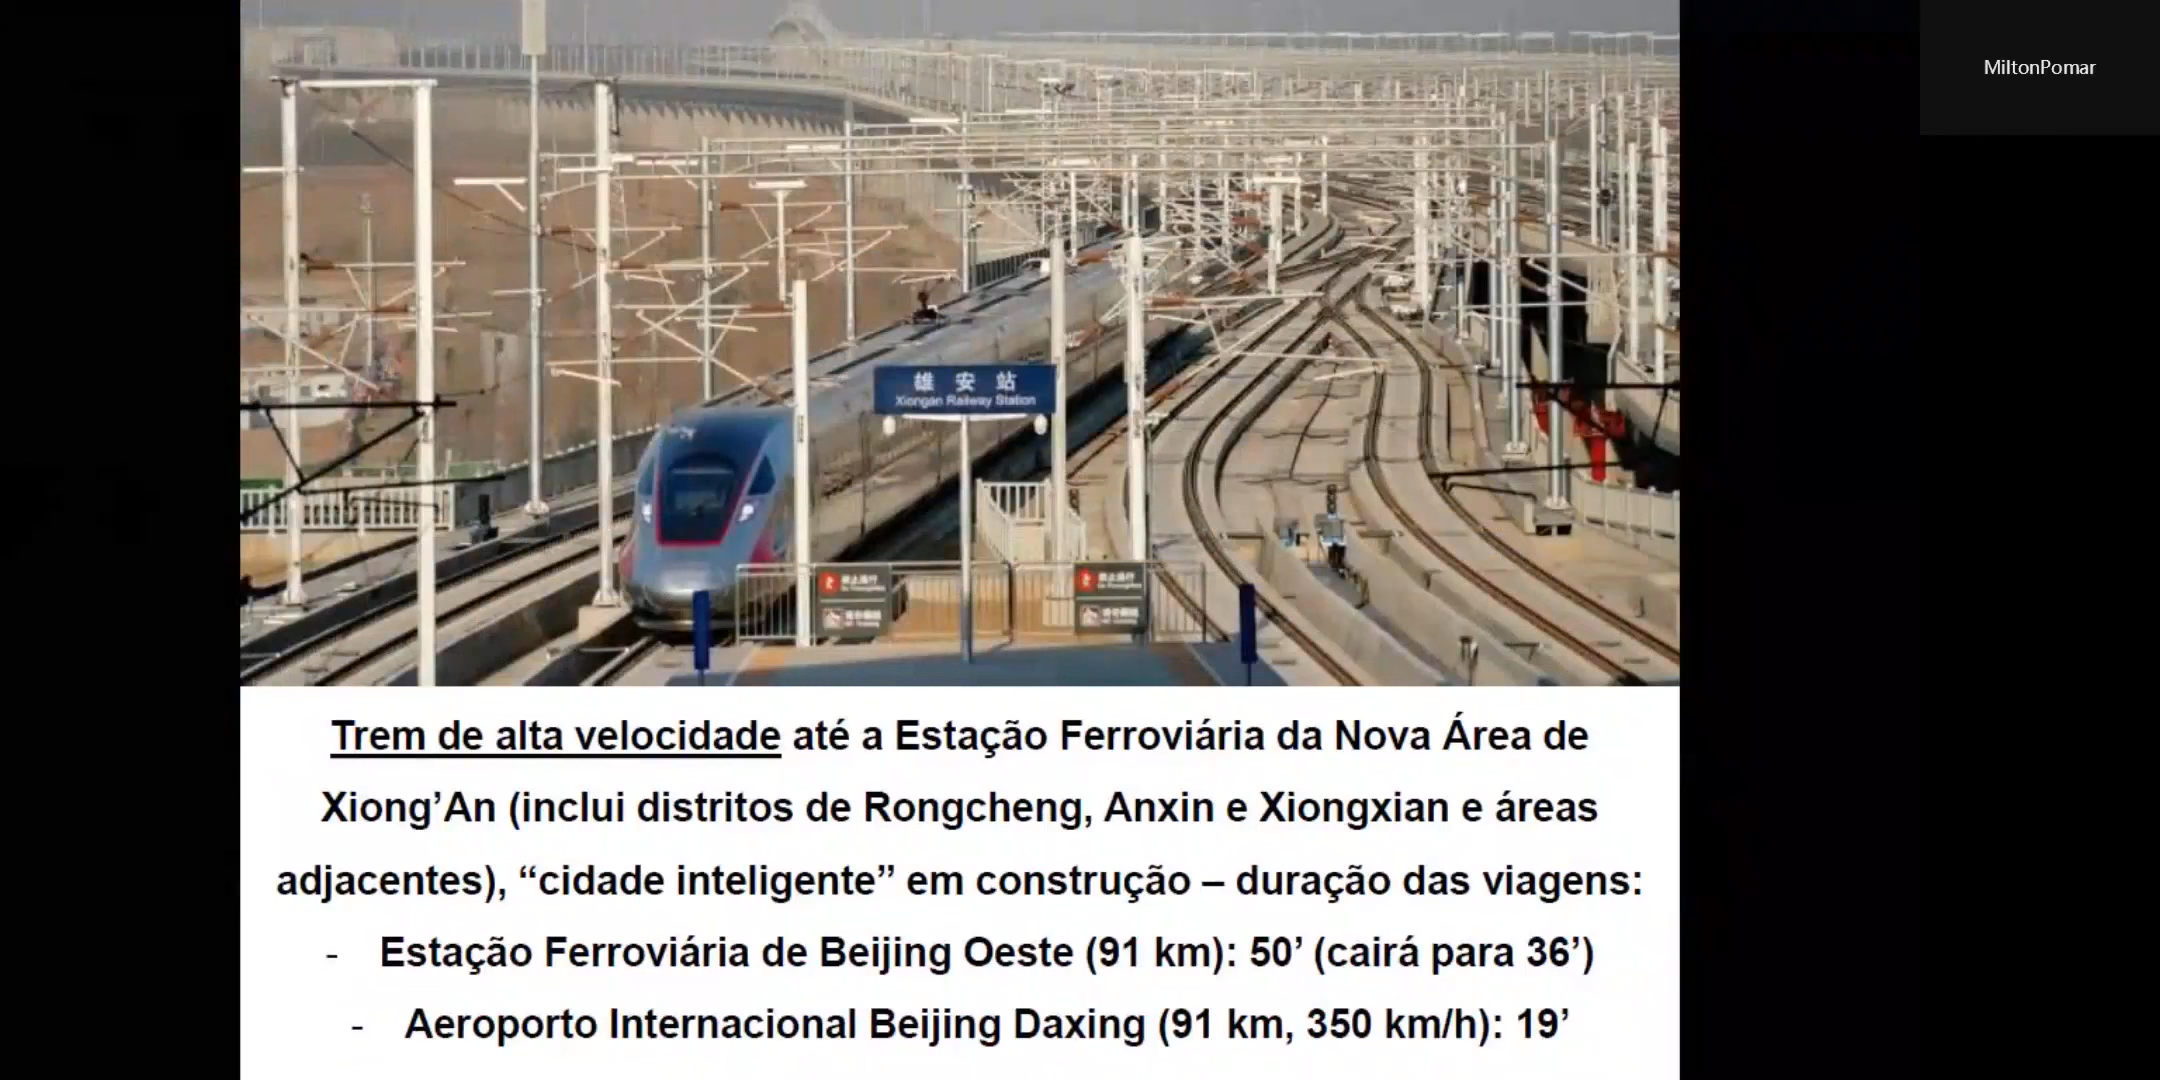 MiltonPomar
雄安站
Xiongan Railway Station
Trem de alta velocidade até a Estação Ferroviária da Nova Área de
Xiong’An (inclui distritos de Rongcheng, Anxin e Xiongxian e áreas
adjacentes), “cidade inteligente” em construção – duração das viagens:
- Estação Ferroviária de Beijing Oeste (91 km): 50’ (cairá para 36’)
- Aeroporto Internacional Beijing Daxing (91 km, 350 km/h): 19’